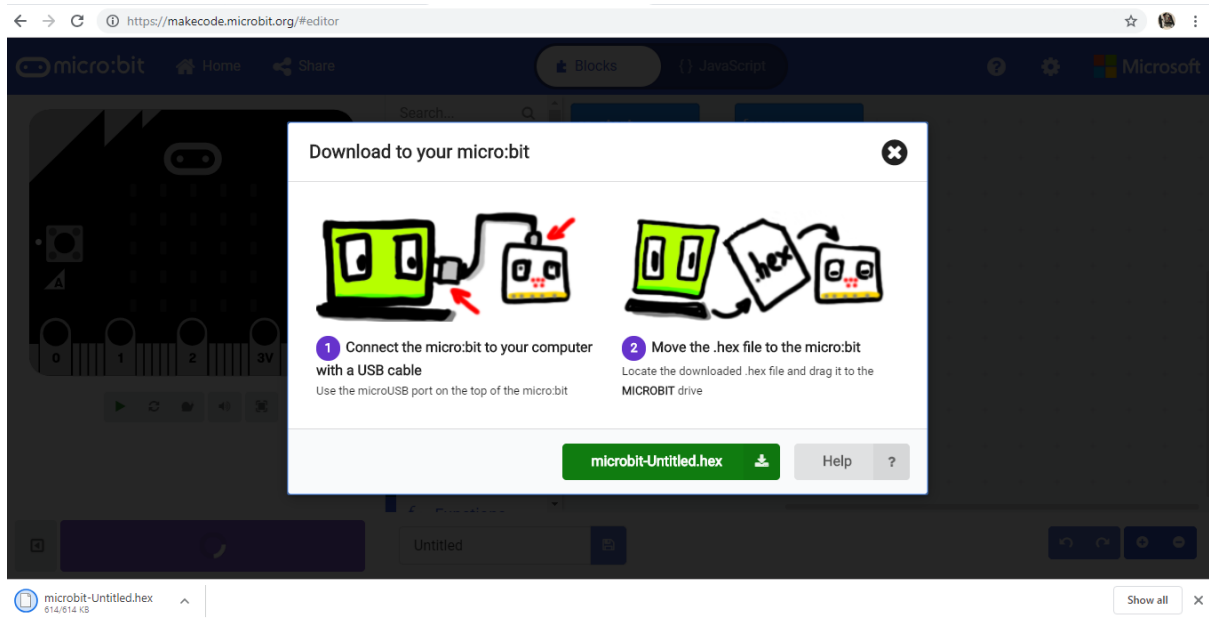 https://makecode.microbit.org/#editor
micro:bit Home Share Blocks {} JavaScript ? Microsoft
Search...
Download to your micro:bit
.hex
1 Connect the micro:bit to your computer
with a USB cable
Use the microUSB port on the top of the micro:bit
2 Move the .hex file to the micro:bit
Locate the downloaded .hex file and drag it to the
MICROBIT drive
A
0 1 2 3V
microbit-Untitled.hex
Help ?
Functions
Untitled
microbit-Untitled.hex
614/614 KB
Show all